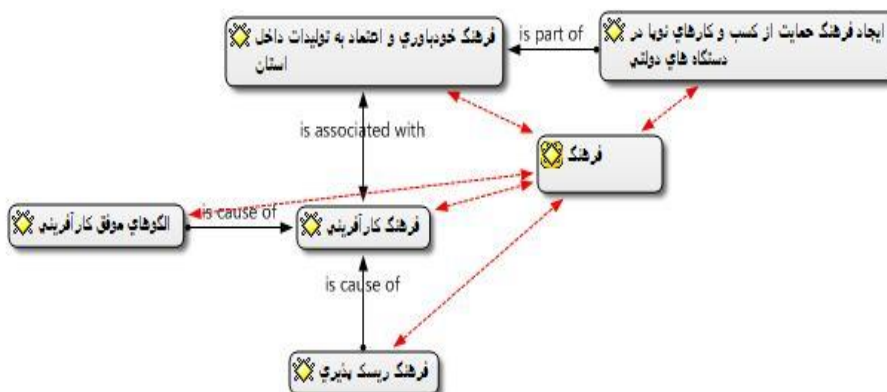 فرهنگ خودباوري و اعتماد به توليدات داخل
استان
is part of
ايجاد فرهنگ حمايت از كسب و كارهاي نوپا در
دستگاه هاي دولتي
is associated with
فرهنگ
الگوهاي موفق كارآفريني
is cause of
فرهنگ كارآفريني
is cause of
فرهنگ ريسک پذيري